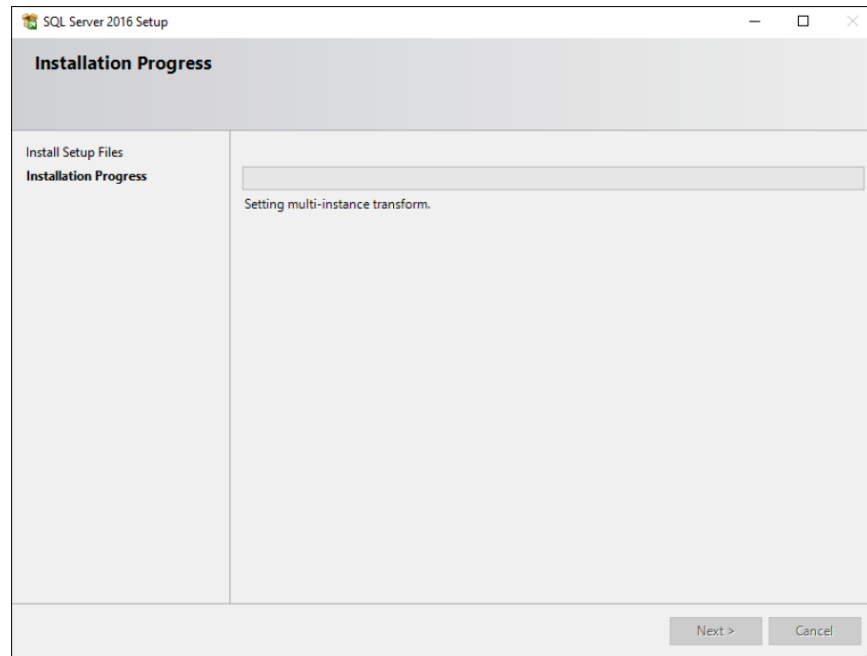 SQL Server 2016 Setup
Installation Progress
Install Setup Files
Installation Progress
Setting multi-instance transform.
Next >
Cancel